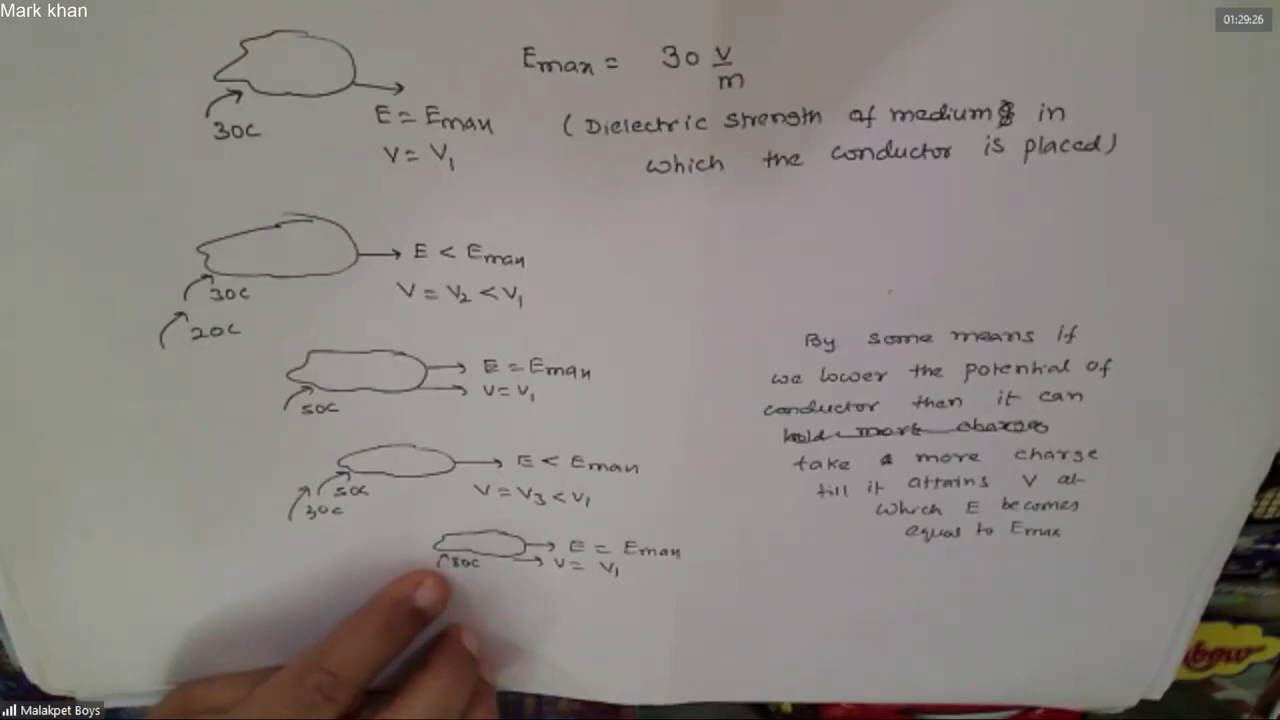 Mark khan
01:29:26
Emax = 30 V/m
30C
E = Emax
V = V₁
(Dielectric strength of medium in
which the conductor is placed)
E < Emax
V = V₂ < V₁
30C
20C
E = Emax
V = V₁
50C
E < Emax
V = V₃ < V₁
50C
30C
E = Emax
V = V₁
80C
By some means if
we lower the potential of
conductor then it can
hold more charge
take a more charge
till it attains V at
which E becomes
equal to Emax
Malakpet Boys